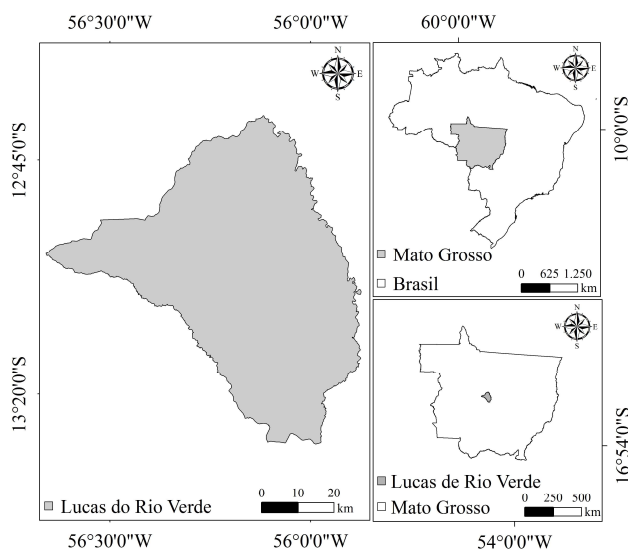 56°30'0"W 56°0'0"W 60°0'0"W
N
W E
S
12°45'0"S
13°20'0"S
Lucas do Rio Verde
0 10 20
km
56°30'0"W 56°0'0"W
N
W E
S
10°0'0"S
Mato Grosso
Brasil
0 625 1.250
km
N
W E
S
16°54'0"S
Lucas de Rio Verde
Mato Grosso
0 250 500
km
54°0'0"W